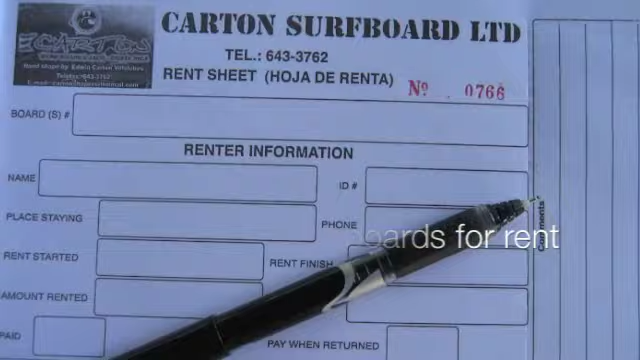 CARTON SURFBOARD LTD
TEL.: 643-3762
RENT SHEET (HOJA DE RENTA)
Nº . 0766
BOARD (S) #
RENTER INFORMATION
NAME
ID #
PLACE STAYING
PHONE
boards for rent
Comments
RENT STARTED
RENT FINISH
AMOUNT RENTED
PAID
PAY WHEN RETURNED